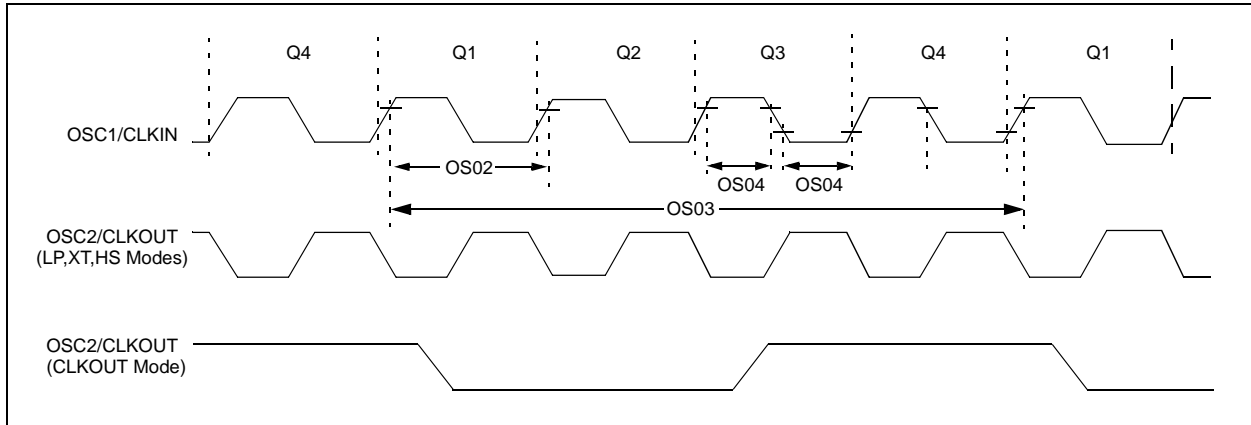 Q4 Q1 Q2 Q3 Q4 Q1
OSC1/CLKIN
OS02
OS04 OS04
OS03
OSC2/CLKOUT
(LP,XT,HS Modes)
OSC2/CLKOUT
(CLKOUT Mode)